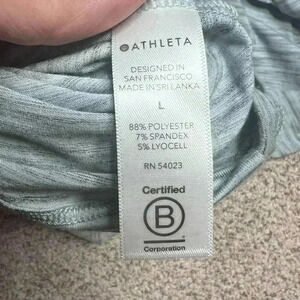 ATHLETA
DESIGNED IN
SAN FRANCISCO
MADE IN SRI LANKA
L
88% POLYESTER
7% SPANDEX
5% LYOCELL
RN 54023
Certified
B
Corporation